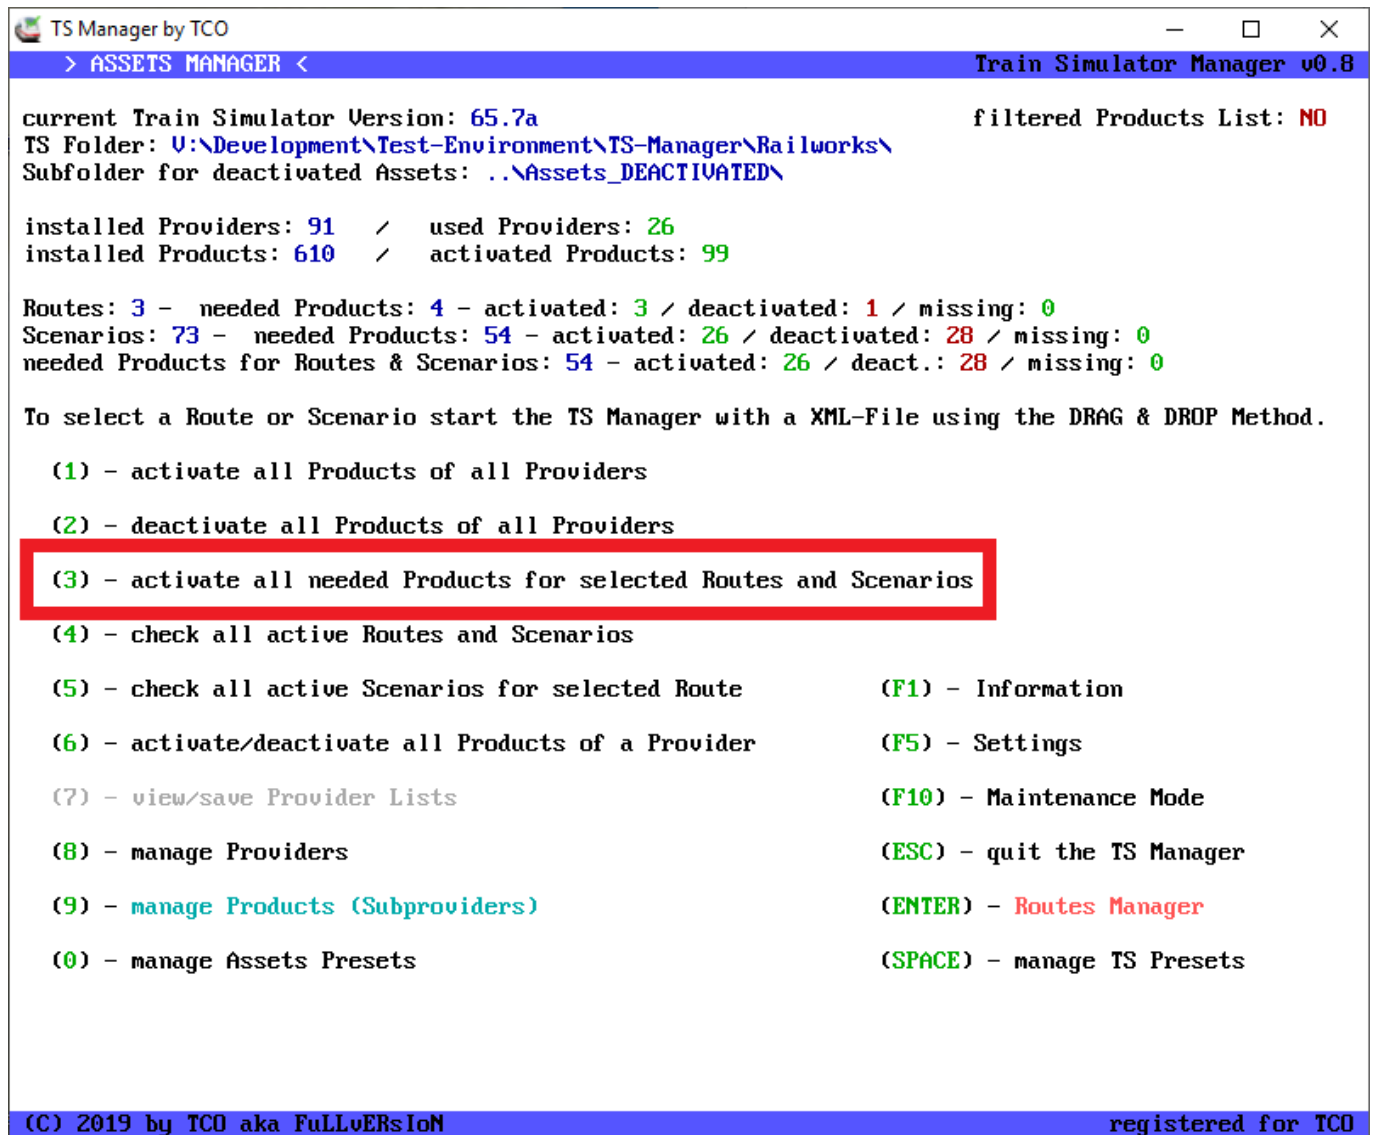 TS Manager by TCO
> ASSETS MANAGER < Train Simulator Manager v0.8
current Train Simulator Version: 65.7a filtered Products List: NO
TS Folder: V:\Development\Test-Environment\TS-Manager\Railworks\
Subfolder for deactivated Assets: ..\Assets_DEACTIVATED\
installed Providers: 91 / used Providers: 26
installed Products: 610 / activated Products: 99
Routes: 3 - needed Products: 4 - activated: 3 / deactivated: 1 / missing: 0
Scenarios: 73 - needed Products: 54 - activated: 26 / deactivated: 28 / missing: 0
needed Products for Routes & Scenarios: 54 - activated: 26 / deact.: 28 / missing: 0
To select a Route or Scenario start the TS Manager with a XML-File using the DRAG & DROP Method.
(1) - activate all Products of all Providers
(2) - deactivate all Products of all Providers
(3) - activate all needed Products for selected Routes and Scenarios
(4) - check all active Routes and Scenarios
(5) - check all active Scenarios for selected Route (F1) - Information
(6) - activate/deactivate all Products of a Provider (F5) - Settings
(7) - view/save Provider Lists (F10) - Maintenance Mode
(8) - manage Providers (ESC) - quit the TS Manager
(9) - manage Products (Subproviders) (ENTER) - Routes Manager
(0) - manage Assets Presets (SPACE) - manage TS Presets
(C) 2019 by TCO aka FuLLvERsIoN registered for TCO